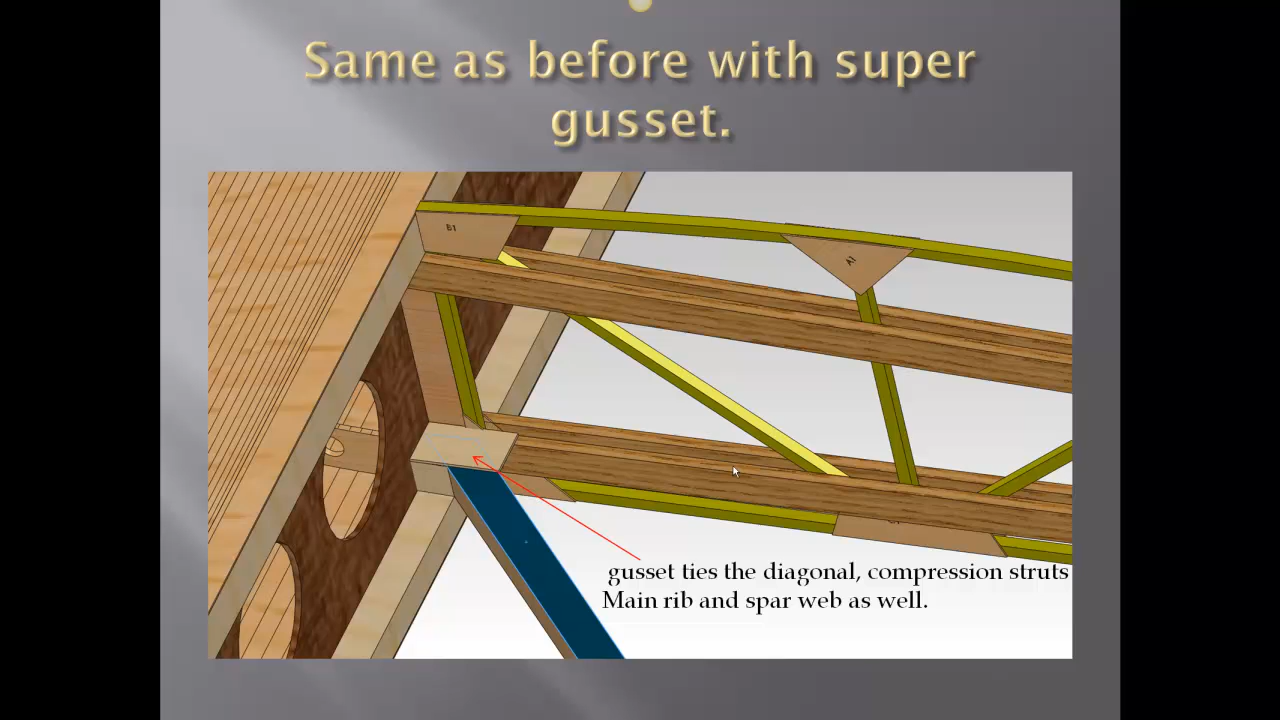 Same as before with super
gusset.
B1
A1
gusset ties the diagonal, compression struts
Main rib and spar web as well.